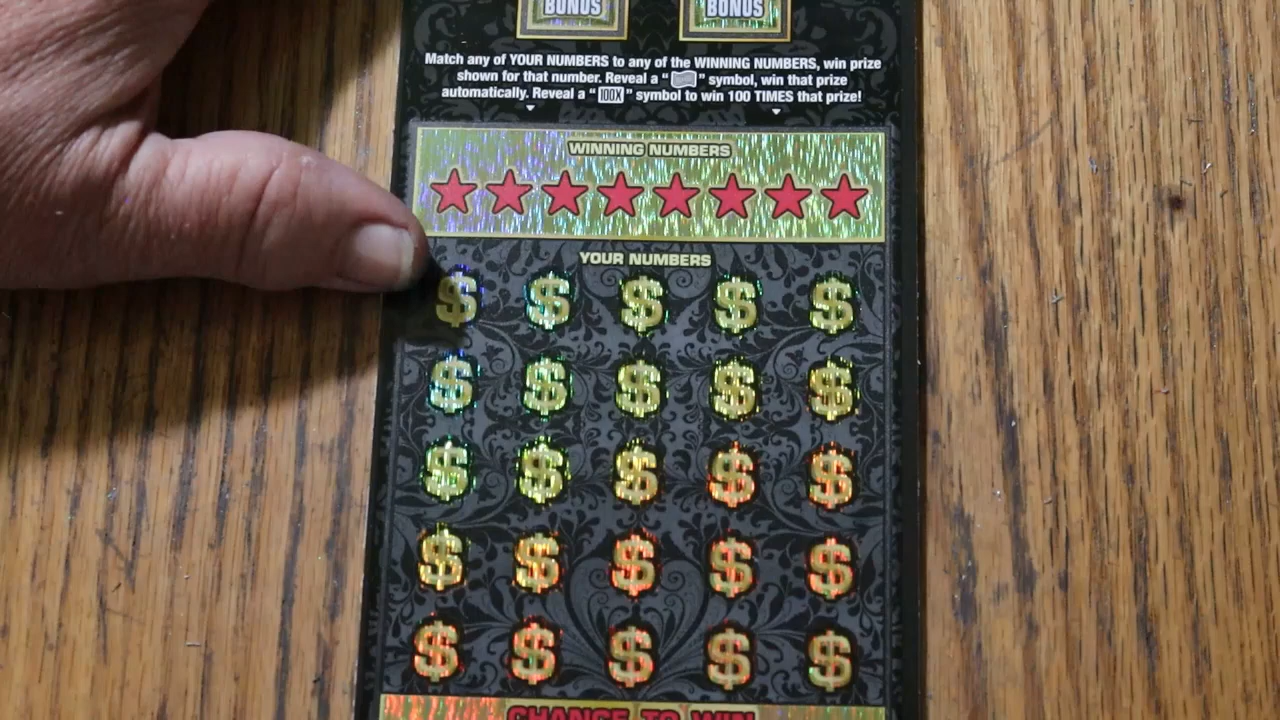 BONUS BONUS
Match any of YOUR NUMBERS to any of the WINNING NUMBERS, win prize
shown for that number. Reveal a " " symbol, win that prize
automatically. Reveal a "100X" symbol to win 100 TIMES that prize!
WINNING NUMBERS
YOUR NUMBERS
$ $ $ $ $
$ $ $ $ $
$ $ $ $ $
$ $ $ $ $
$ $ $ $ $
CHANCE TO WIN